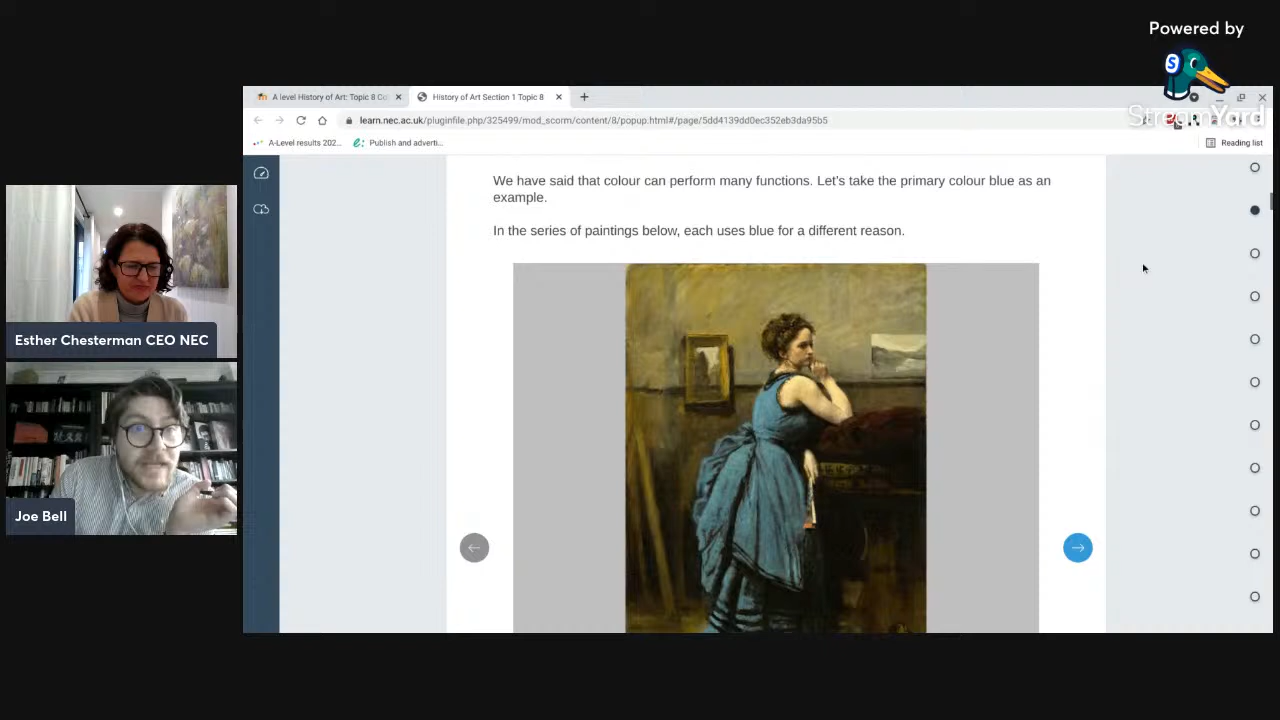 Powered by
S
StreamYard
A level History of Art: Topic 8 Co
History of Art Section 1 Topic 8
learn.nec.ac.uk/pluginfile.php/325499/mod_scorm/content/8/popup.html#/page/5dd4139dd0ec352eb3da95b5
A-Level results 202...
Publish and adverti...
Reading list
We have said that colour can perform many functions. Let's take the primary colour blue as an
example.
In the series of paintings below, each uses blue for a different reason.
Esther Chesterman CEO NEC
Joe Bell